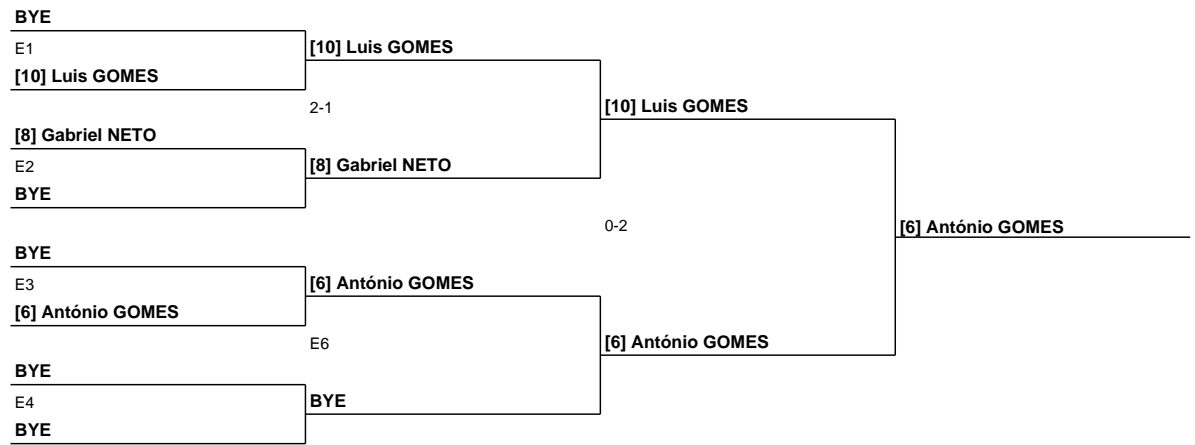 BYE
E1
[10] Luis GOMES
[10] Luis GOMES
2-1
[10] Luis GOMES
[8] Gabriel NETO
E2
[8] Gabriel NETO
BYE
0-2
[6] António GOMES
BYE
E3
[6] António GOMES
[6] António GOMES
E6
[6] António GOMES
BYE
E4
BYE
BYE